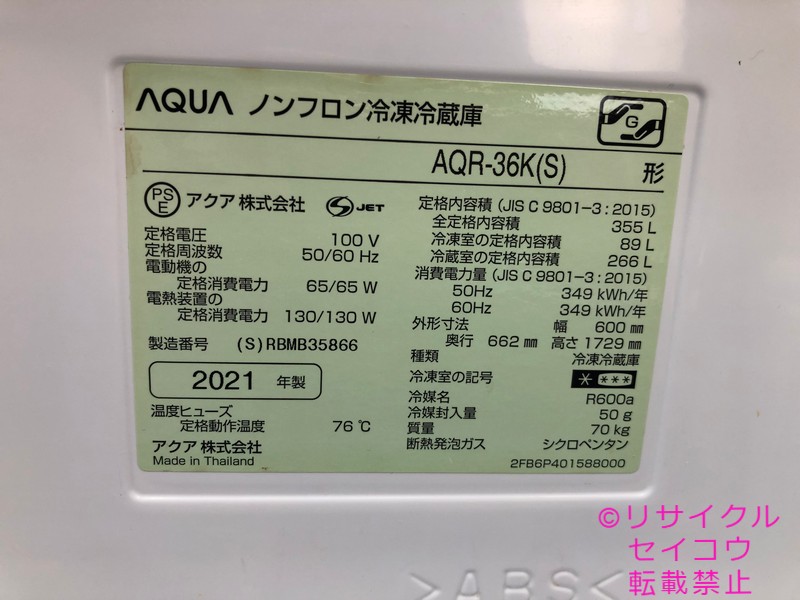 AQUA ノンフロン冷凍冷蔵庫
G
AQR-36K(S) 形
PSE アクア 株式会社 S JET
定格電圧 100 V
定格周波数 50/60 Hz
電動機の
定格消費電力 65/65 W
電熱装置の
定格消費電力 130/130 W
製造番号 (S)RBMB35866
2021 年製
温度ヒューズ
定格動作温度 76 ℃
アクア 株式会社
Made in Thailand
定格内容積 (JIS C 9801-3:2015)
全定格内容積 355 L
冷凍室の定格内容積 89 L
冷蔵室の定格内容積 266 L
消費電力量 (JIS C 9801-3:2015)
50Hz 349 kWh/年
60Hz 349 kWh/年
外形寸法 幅 600 ㎜
奥行 662 ㎜ 高さ 1729 ㎜
種類 冷凍冷蔵庫
冷凍室の記号 * ***
冷媒名 R600a
冷媒封入量 50 g
質量 70 kg
断熱発泡ガス シクロペンタン
2FB6P401588000
>ABS<
©リサイクル
セイコウ
転載禁止